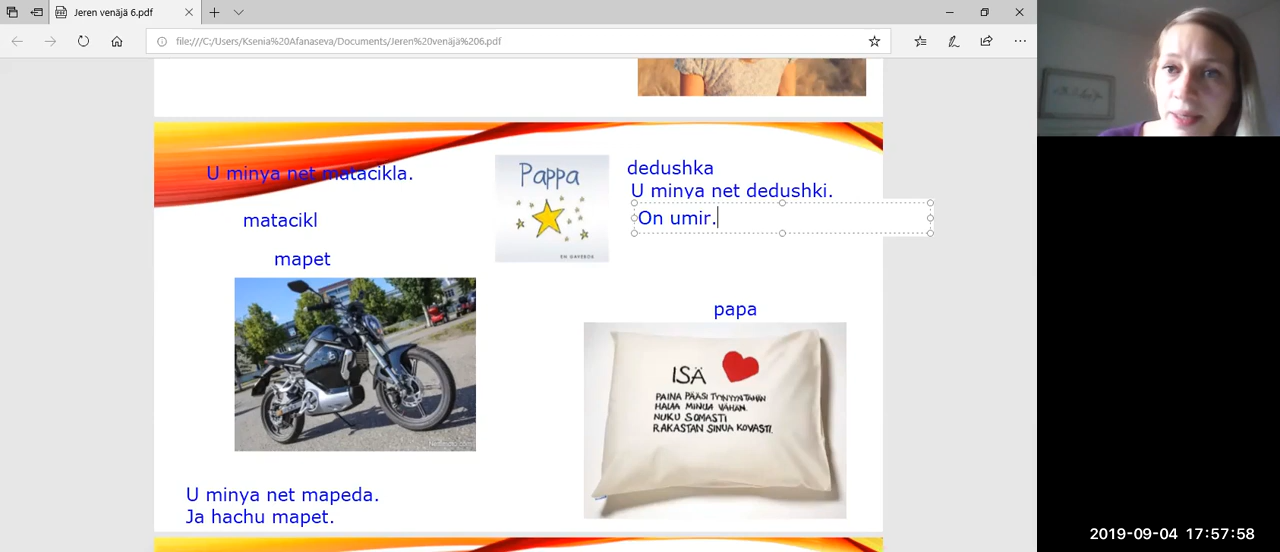 Jeren venäjä 6.pdf
file:///C:/Users/Ksenia%20Afanaseva/Documents/Jeren%20venäjä%206.pdf
U minya net matacikla.
matacikl
mapet
Pappa
EN GAVEBOK
dedushka
U minya net dedushki.
On umir.
papa
ISÄ
PAINA PÄÄSI TYYNYYN TÄHÄN
HALAA MINUA VÄHÄN.
NUKU SOMASTI
RAKASTAN SINUA KOVASTI.
U minya net mapeda.
Ja hachu mapet.
2019-09-04 17:57:58